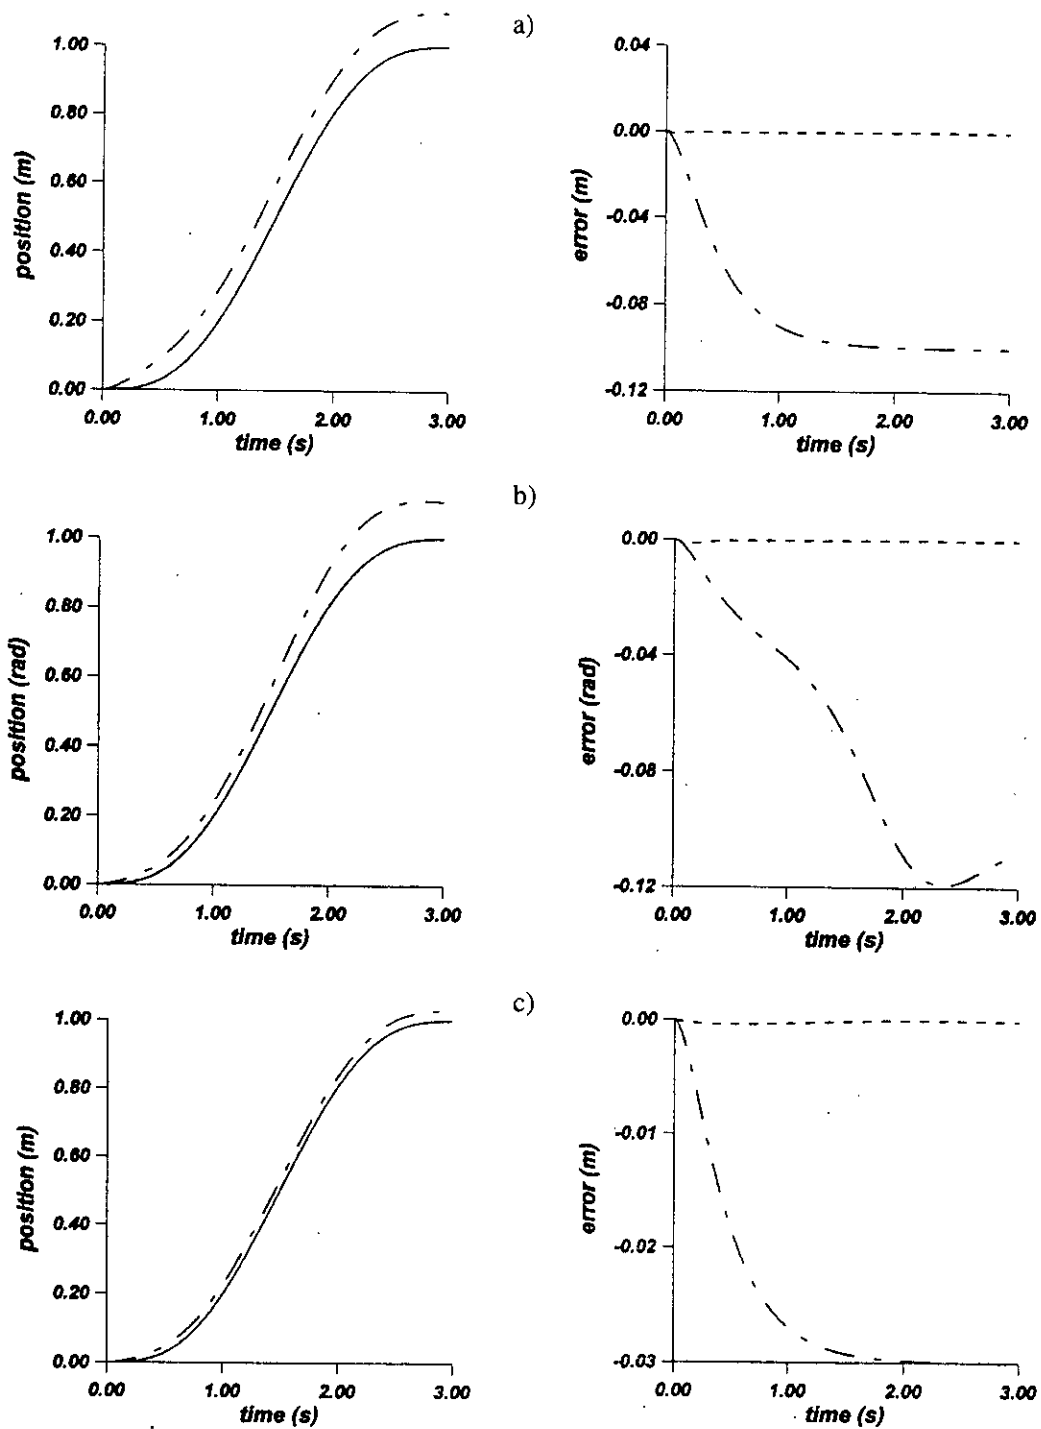 a)
1.00
0.80
0.60
0.40
0.20
0.00
position (m)
0.00 1.00 2.00 3.00
time (s)
0.04
0.00
-0.04
-0.08
-0.12
error (m)
0.00 1.00 2.00 3.00
time (s)
b)
1.00
0.80
0.60
0.40
0.20
0.00
position (rad)
0.00 1.00 2.00 3.00
time (s)
0.00
-0.04
-0.08
-0.12
error (rad)
0.00 1.00 2.00 3.00
time (s)
c)
1.00
0.80
0.60
0.40
0.20
0.00
position (m)
0.00 1.00 2.00 3.00
time (s)
0.00
-0.01
-0.02
-0.03
error (m)
0.00 1.00 2.00 3.00
time (s)